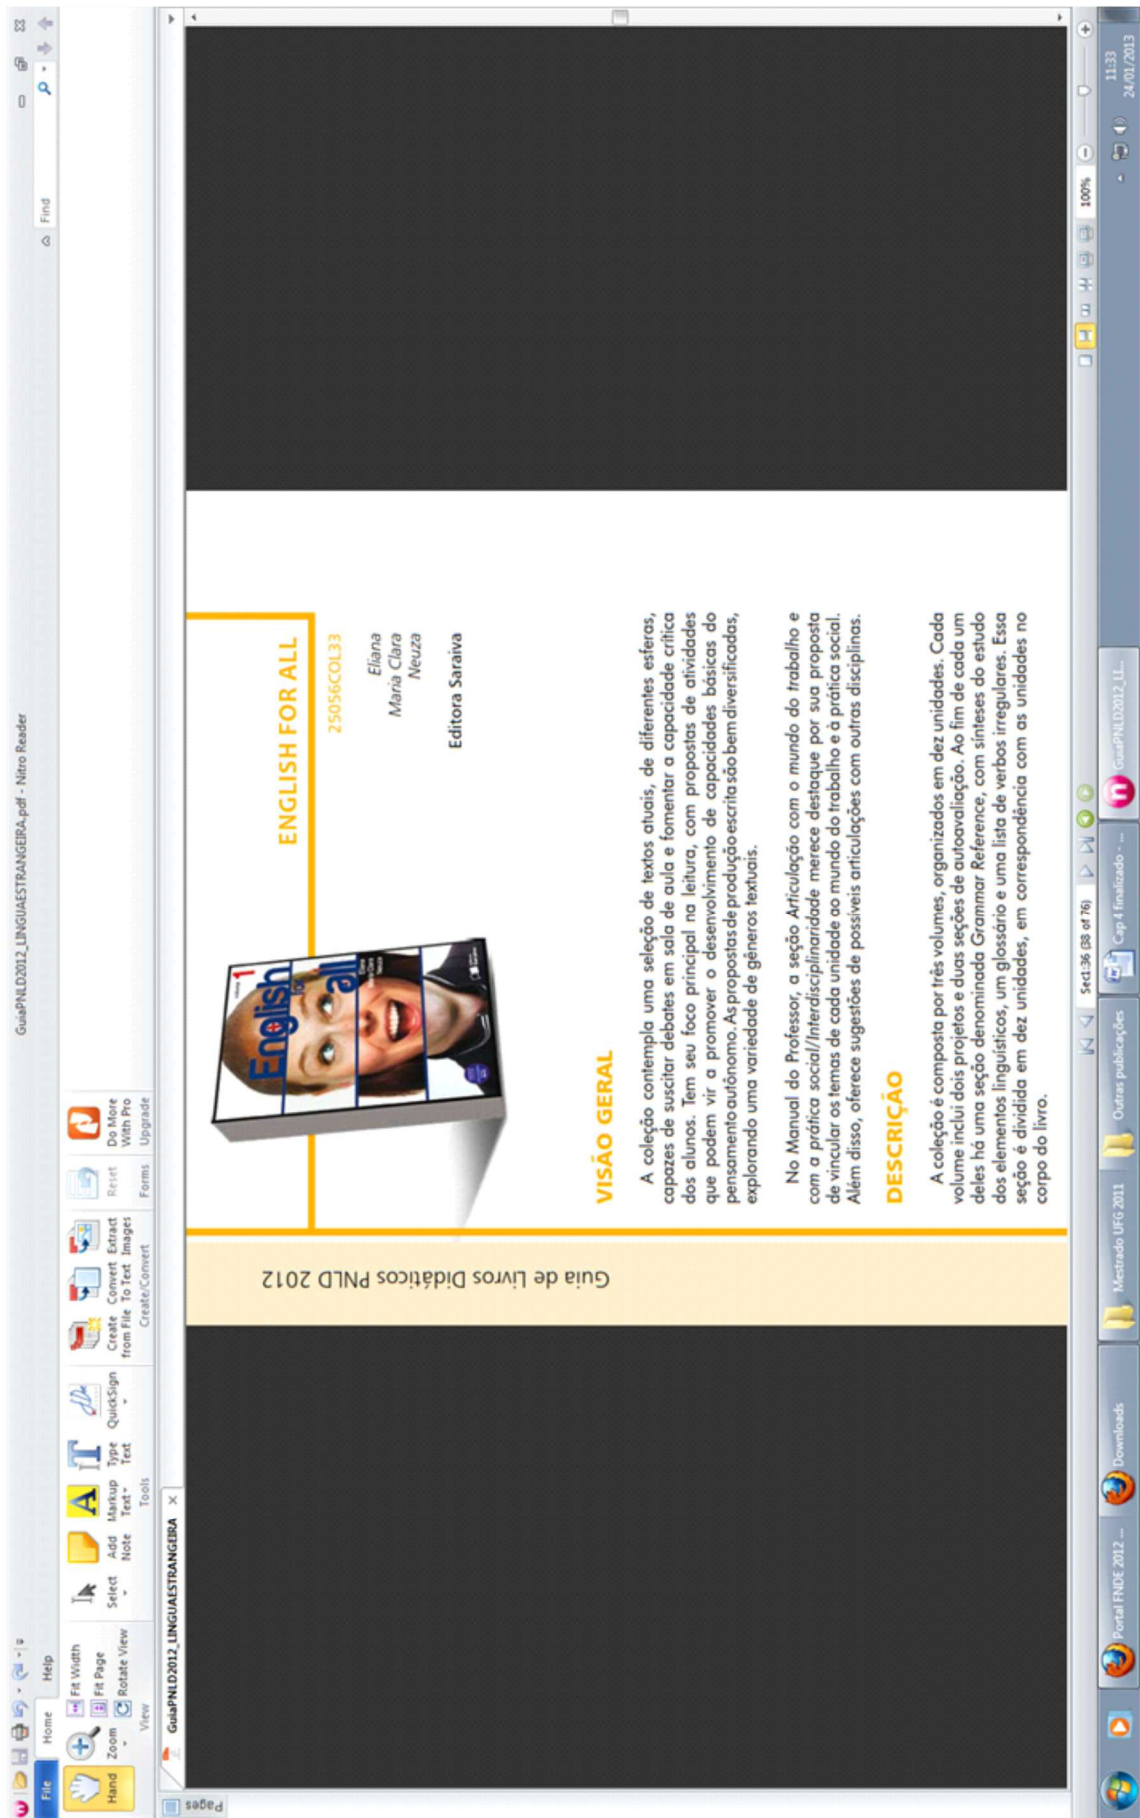 GuiaPNLD2012_LINGUAESTRANGEIRA.pdf - Nitro Reader
File Home Help
Find
Hand
Zoom
Fit Width
Fit Page
Rotate View
View
Select
Add Note
Markup Text
Type Text
QuickSign
Tools
Create from File
Convert To Text
Extract Images
Create/Convert
Reset
Forms
Do More With Pro
Upgrade
GuiaPNLD2012_LINGUAESTRANGEIRA
Pages
Guia de Livros Didáticos PNLD 2012
1
English
for
all
ENGLISH FOR ALL
25056COL33
Eliana
Maria Clara
Neuza
Editora Saraiva
VISÃO GERAL
A coleção contempla uma seleção de textos atuais, de diferentes esferas,
capazes de suscitar debates em sala de aula e fomentar a capacidade crítica
dos alunos. Tem seu foco principal na leitura, com propostas de atividades
que podem vir a promover o desenvolvimento de capacidades básicas do
pensamento autônomo. As propostas de produção escrita são bem diversificadas,
explorando uma variedade de gêneros textuais.
No Manual do Professor, a seção Articulação com o mundo do trabalho e
com a prática social/Interdisciplinaridade merece destaque por sua proposta
de vincular os temas de cada unidade ao mundo do trabalho e à prática social.
Além disso, oferece sugestões de possíveis articulações com outras disciplinas.
DESCRIÇÃO
A coleção é composta por três volumes, organizados em dez unidades. Cada
volume inclui dois projetos e duas seções de autoavaliação. Ao fim de cada um
deles há uma seção denominada Grammar Reference, com sínteses do estudo
dos elementos linguísticos, um glossário e uma lista de verbos irregulares. Essa
seção é dividida em dez unidades, em correspondência com as unidades no
corpo do livro.
Sec1:36 (38 of 76)
100%
Portal FNDE 2012 ...
Downloads
Mestrado UFG 2011
Outras publicações
Cap 4 finalizado - ...
GuiaPNLD2012_LI...
11:33
24/01/2013